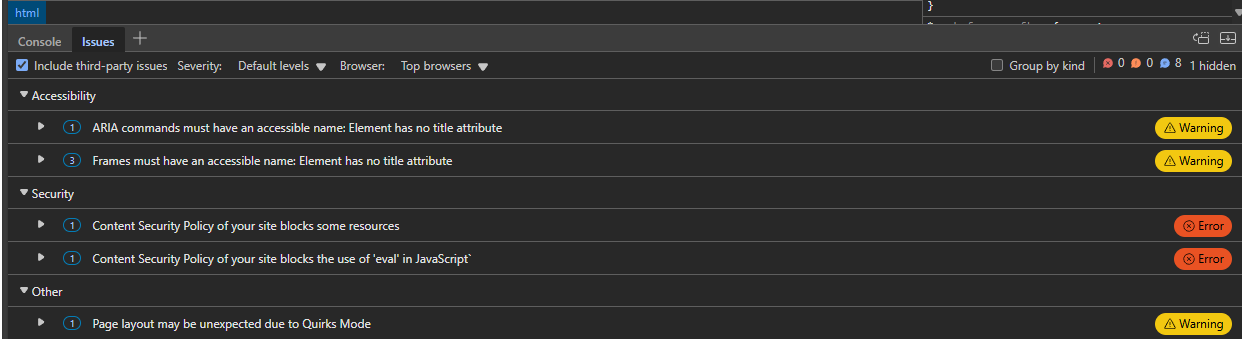 html
}
Console Issues
Include third-party issues Severity: Default levels Browser: Top browsers Group by kind 0 0 8 1 hidden
Accessibility
1 ARIA commands must have an accessible name: Element has no title attribute Warning
3 Frames must have an accessible name: Element has no title attribute Warning
Security
1 Content Security Policy of your site blocks some resources Error
1 Content Security Policy of your site blocks the use of 'eval' in JavaScript` Error
Other
1 Page layout may be unexpected due to Quirks Mode Warning